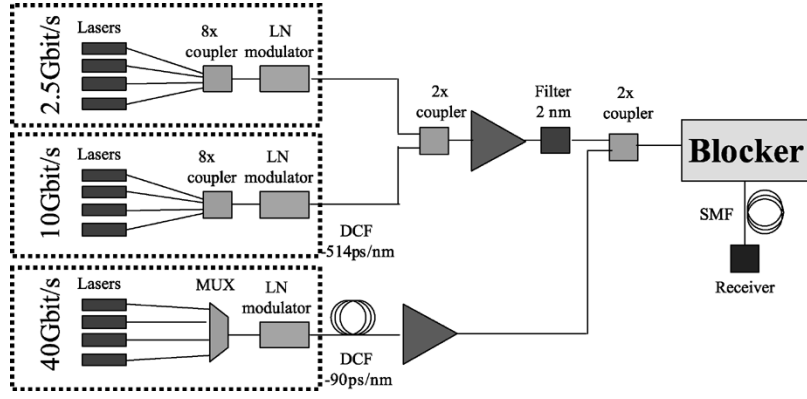 2.5Gbit/s
Lasers
8x
coupler
LN
modulator
10Gbit/s
Lasers
8x
coupler
LN
modulator
DCF
-514ps/nm
40Gbit/s
Lasers
MUX
LN
modulator
DCF
-90ps/nm
2x
coupler
Filter
2 nm
2x
coupler
Blocker
SMF
Receiver